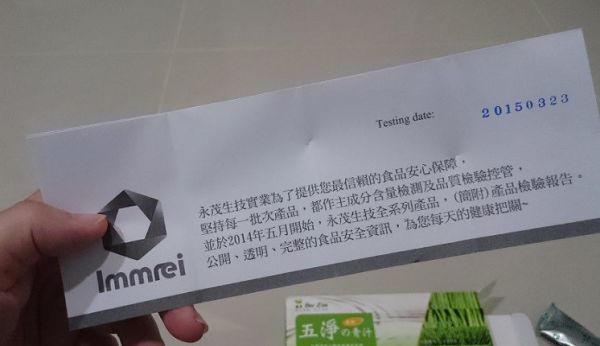 Testing date: 20150323
永茂生技實業為了提供您最信賴的食品安心保障，
堅持每一批次產品，都作主成分含量檢測及品質檢驗控管，
並於2014年五月開始，永茂生技全系列產品，(簡附)產品檢驗報告。
公開、透明、完整的食品安全資訊，為您每天的健康把關~
Immrei
五淨の青汁